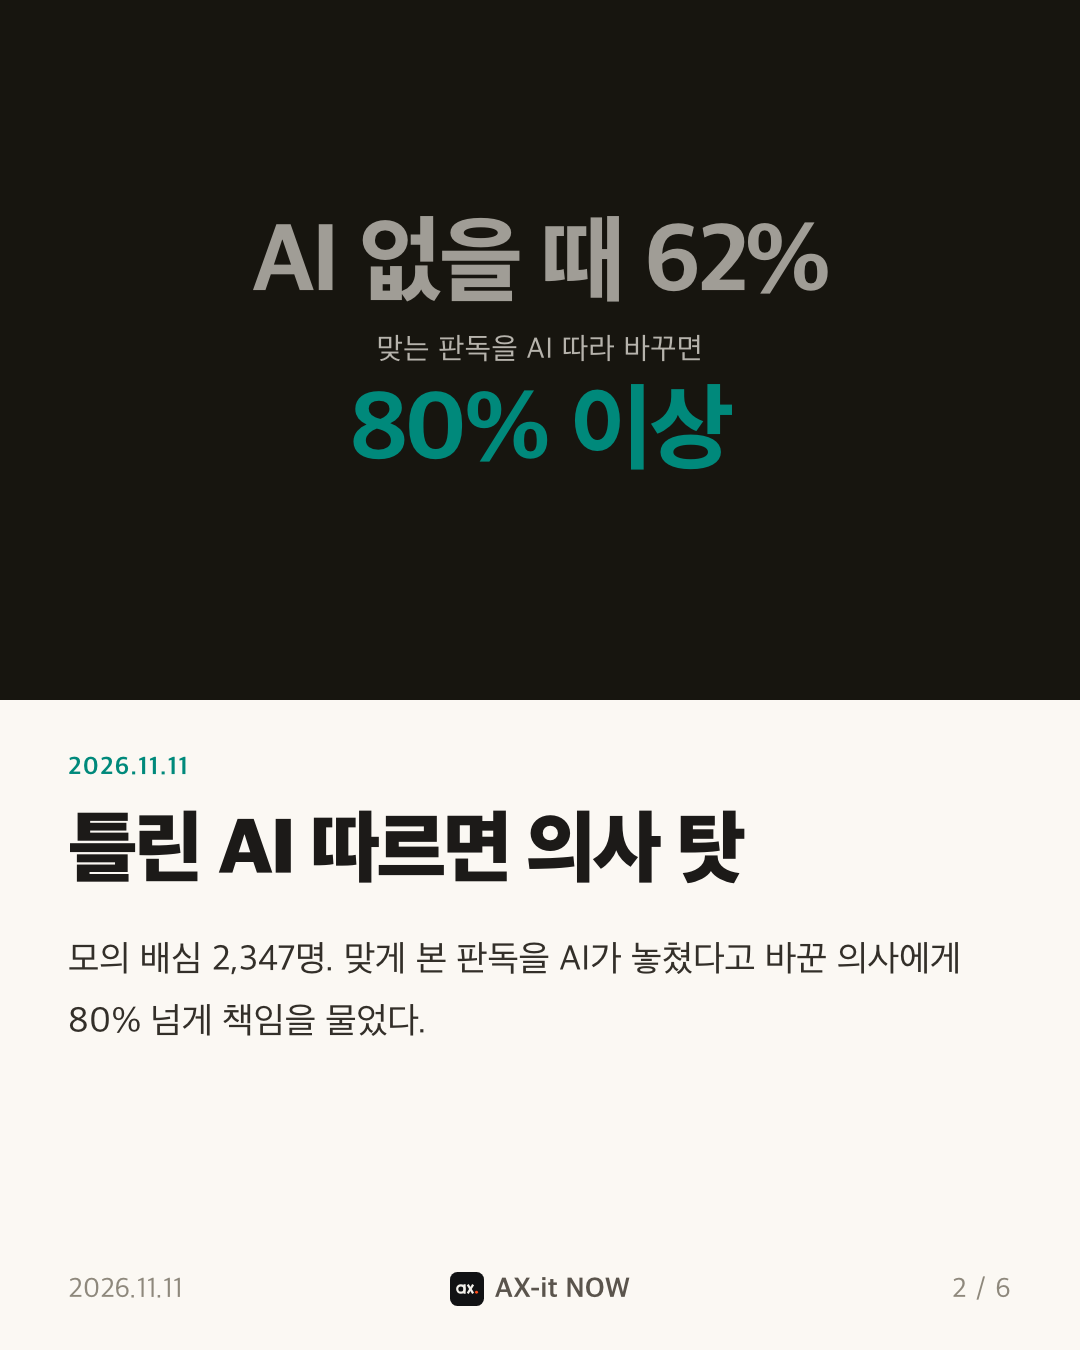 AI 없을 때 62%
맞는 판독을 AI 따라 바꾸면
80% 이상
2026.11.11
틀린 AI 따르면 의사 탓
모의 배심 2,347명. 맞게 본 판독을 AI가 놓쳤다고 바꾼 의사에게
80% 넘게 책임을 물었다.
2026.11.11
ax. AX-it NOW
2 / 6